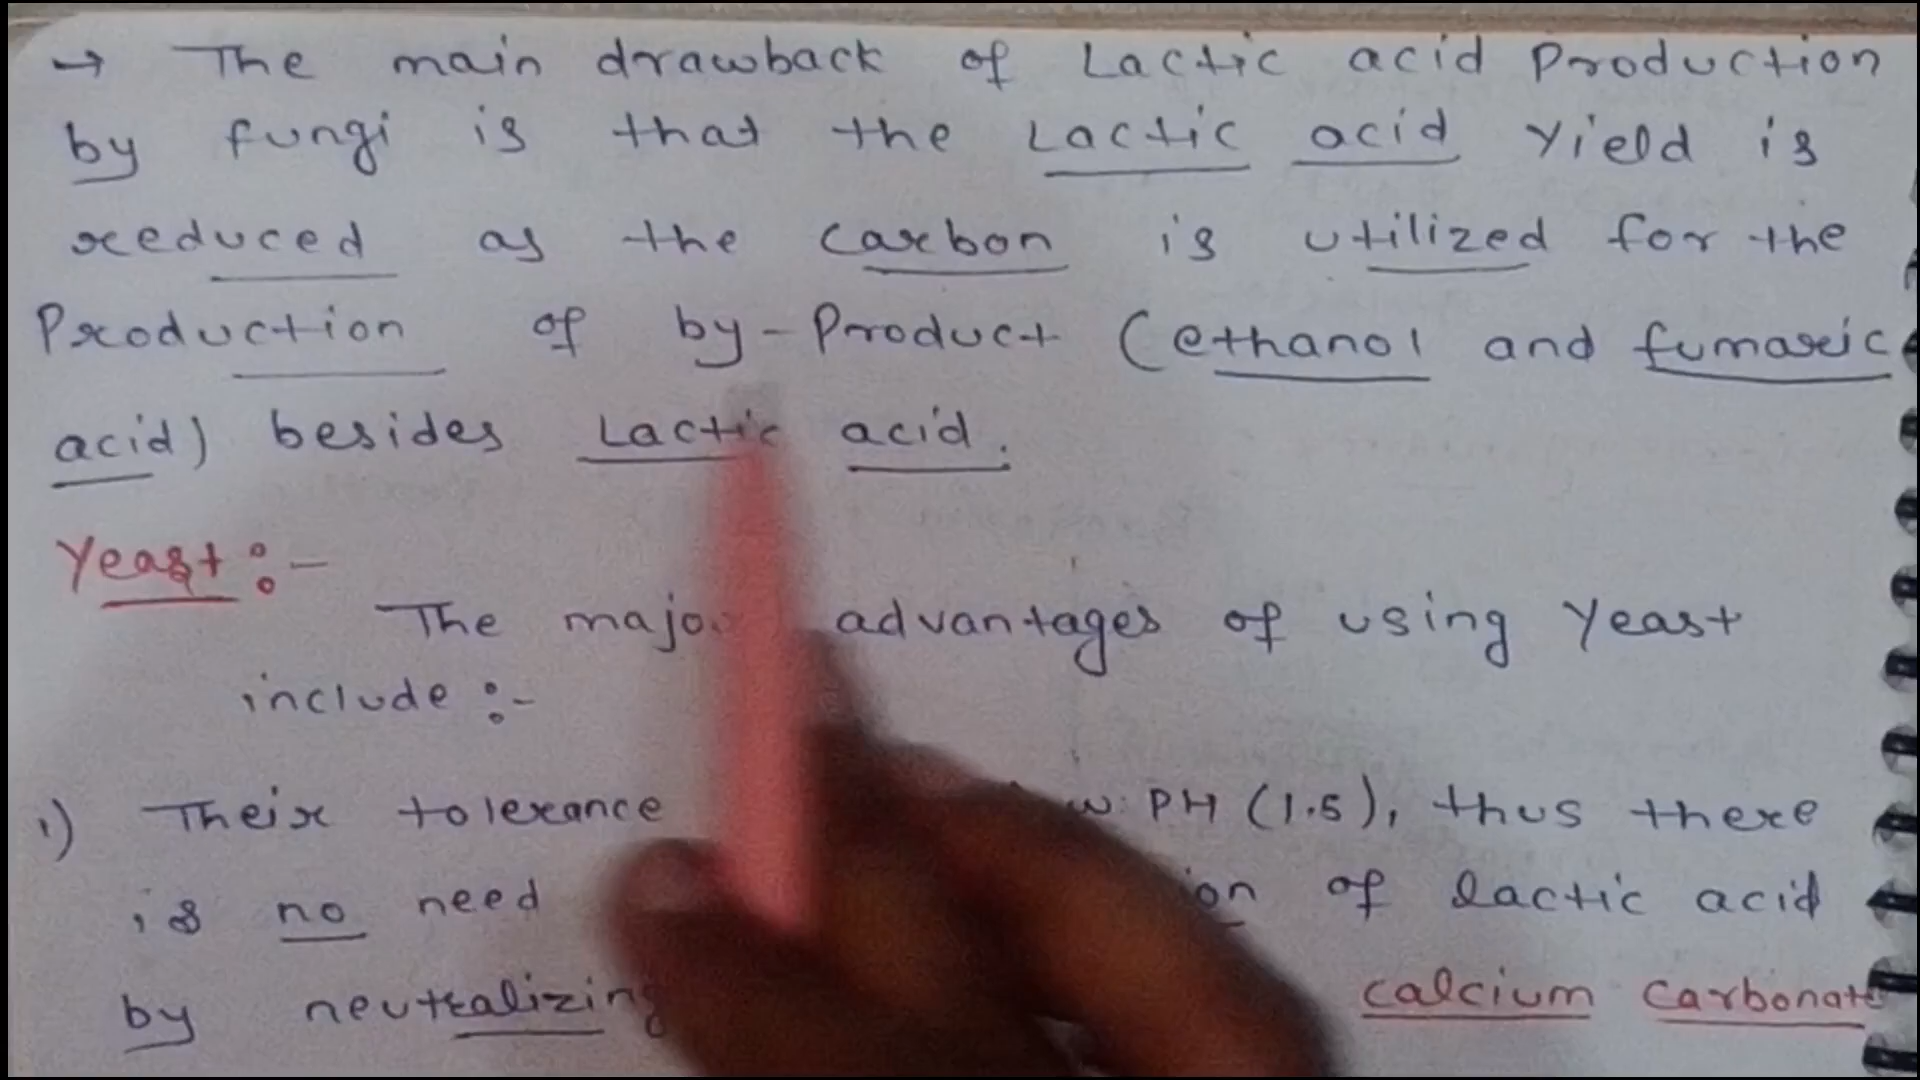 → The main drawback of Lactic acid Production
by fungi is that the Lactic acid Yield is
reduced as the carbon is utilized for the
Production of by-Product (ethanol and fumaric
acid) besides Lactic acid.
Yeast :-
The advantages of using Yeast
include :-
1) Their tolerance PH (1.5), thus there
is no need of lactic acid
by neutralizing calcium carbonate